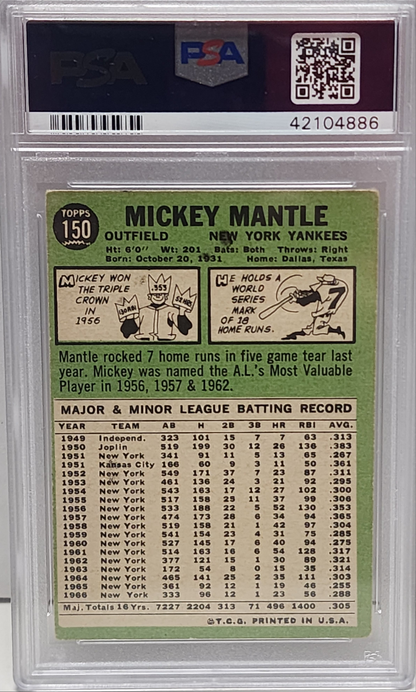 PSA
PSA
42104886
TOPPS
150
MICKEY MANTLE
OUTFIELD NEW YORK YANKEES
Ht: 6'0" Wt: 201 Bats: Both Throws: Right
Born: October 20, 1931 Home: Dallas, Texas
MICKEY WON
THE TRIPLE
CROWN
IN
1956
.353
HE HOLDS A
WORLD
SERIES
MARK
OF 18
HOME RUNS.
7
Mantle rocked 7 home runs in five game tear last
year. Mickey was named the A.L.'s Most Valuable
Player in 1956, 1957 & 1962.
MAJOR & MINOR LEAGUE BATTING RECORD
YEAR TEAM AB H 2B 3B HR RBI AVG.
1949 Independ. 323 101 15 7 7 63 .313
1950 Joplin 519 199 30 12 26 136 .383
1951 New York 341 91 11 5 13 65 .267
1951 Kansas City 166 60 9 3 11 50 .361
1952 New York 549 171 37 7 23 87 .311
1953 New York 461 136 24 3 21 92 .295
1954 New York 543 163 17 12 27 102 .300
1955 New York 517 158 25 11 37 99 .306
1956 New York 533 188 22 5 52 130 .353
1957 New York 474 173 28 6 34 94 .365
1958 New York 519 158 21 1 42 97 .304
1959 New York 541 154 23 4 31 75 .285
1960 New York 527 145 17 6 40 94 .275
1961 New York 514 163 16 6 54 128 .317
1962 New York 377 121 15 1 30 89 .321
1963 New York 172 54 8 0 15 35 .314
1964 New York 465 141 25 2 35 111 .303
1965 New York 361 92 12 1 19 46 .255
1966 New York 333 96 12 1 23 56 .288
Maj. Totals 16 Yrs. 7227 2204 313 71 496 1400 .305
©T.C.G. PRINTED IN U.S.A.